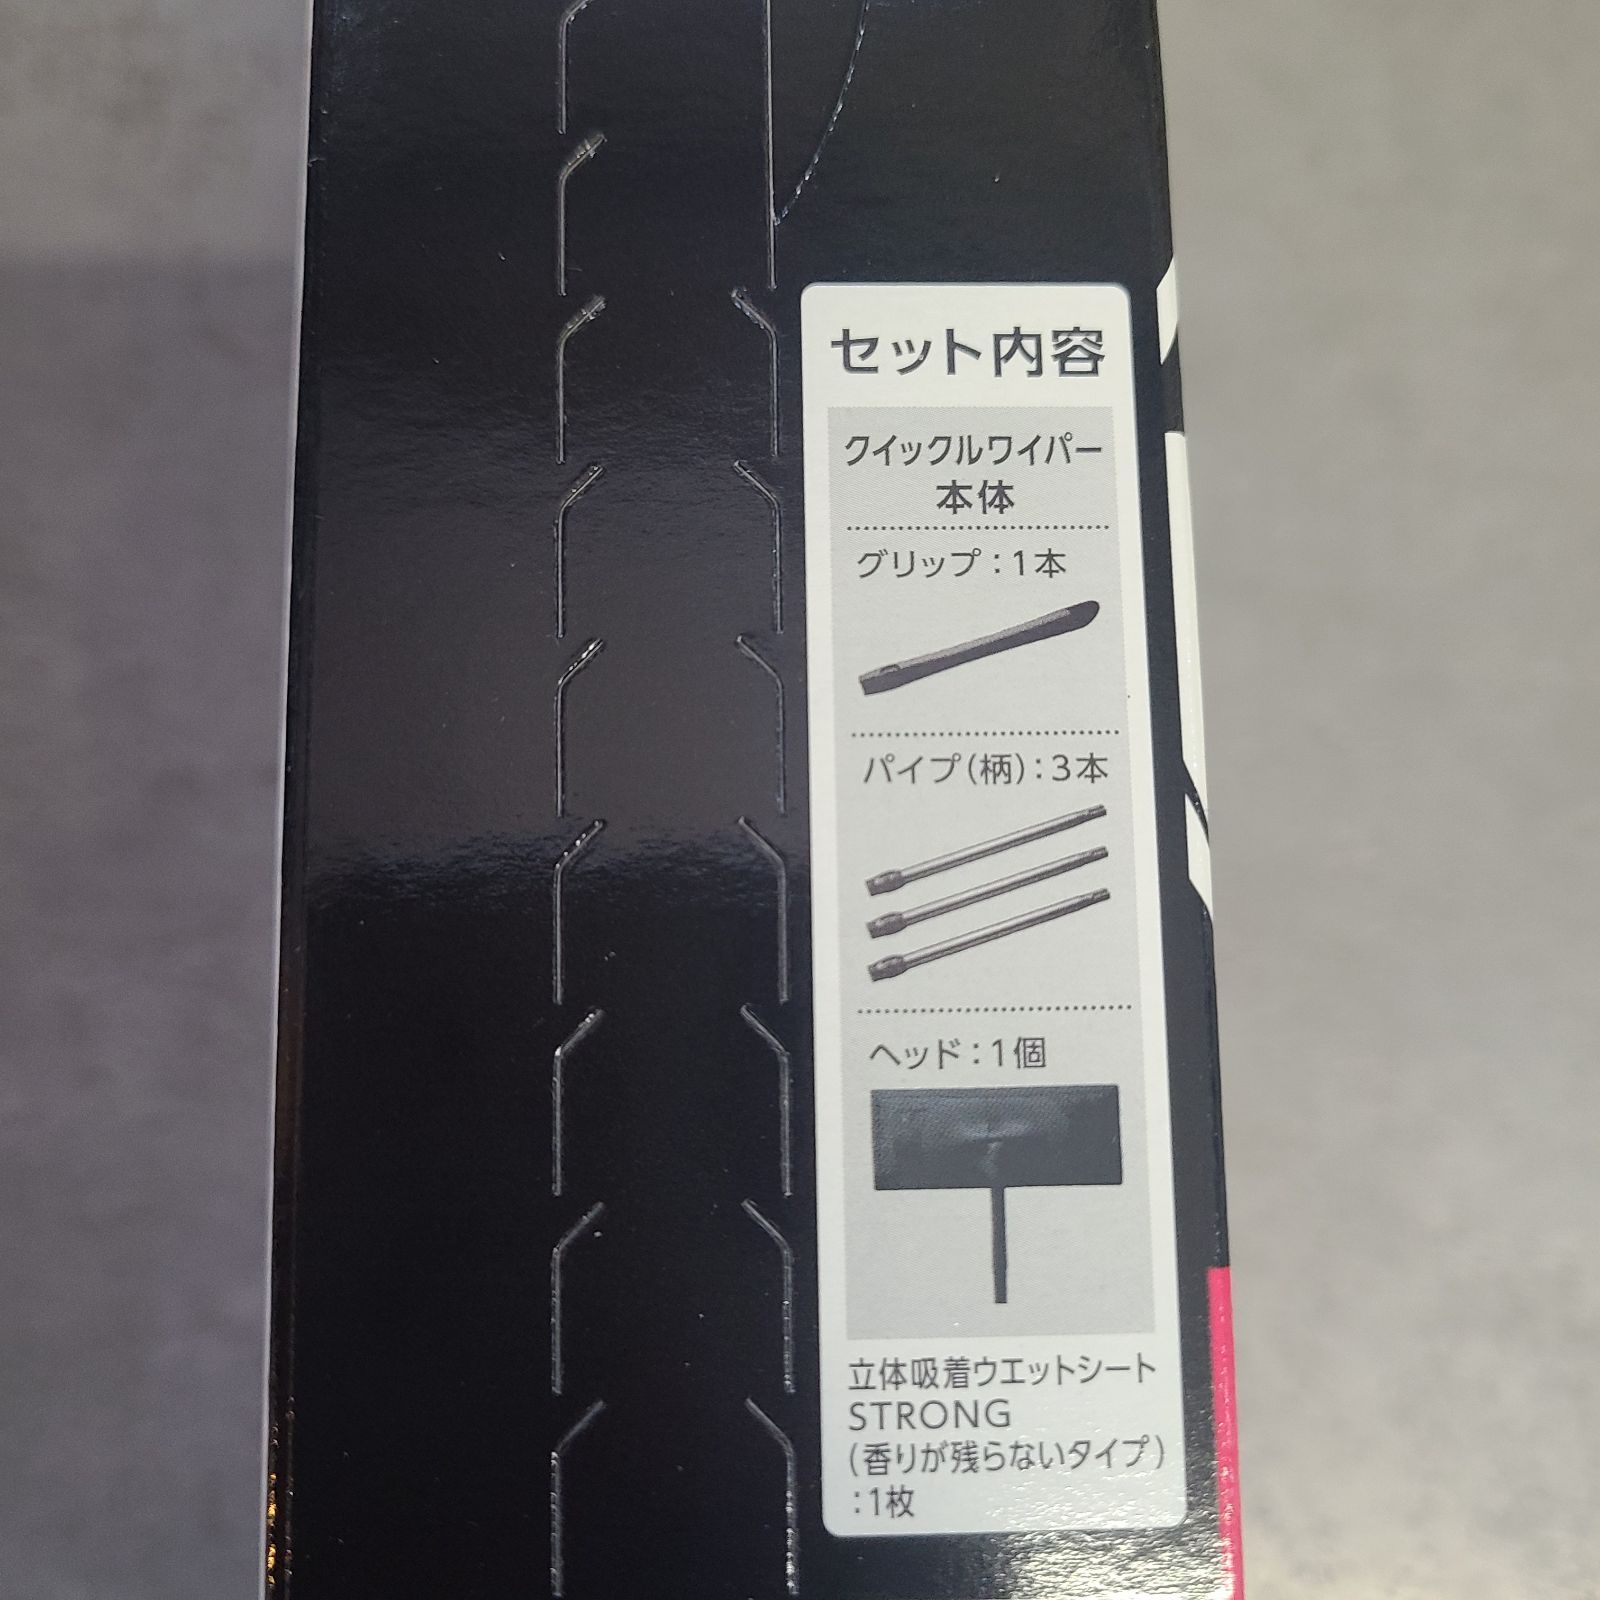 セット内容
クイックルワイパー
本体
グリップ：1本
パイプ（柄）：3本
ヘッド：1個
立体吸着ウエットシート
STRONG
（香りが残らないタイプ）
：1枚